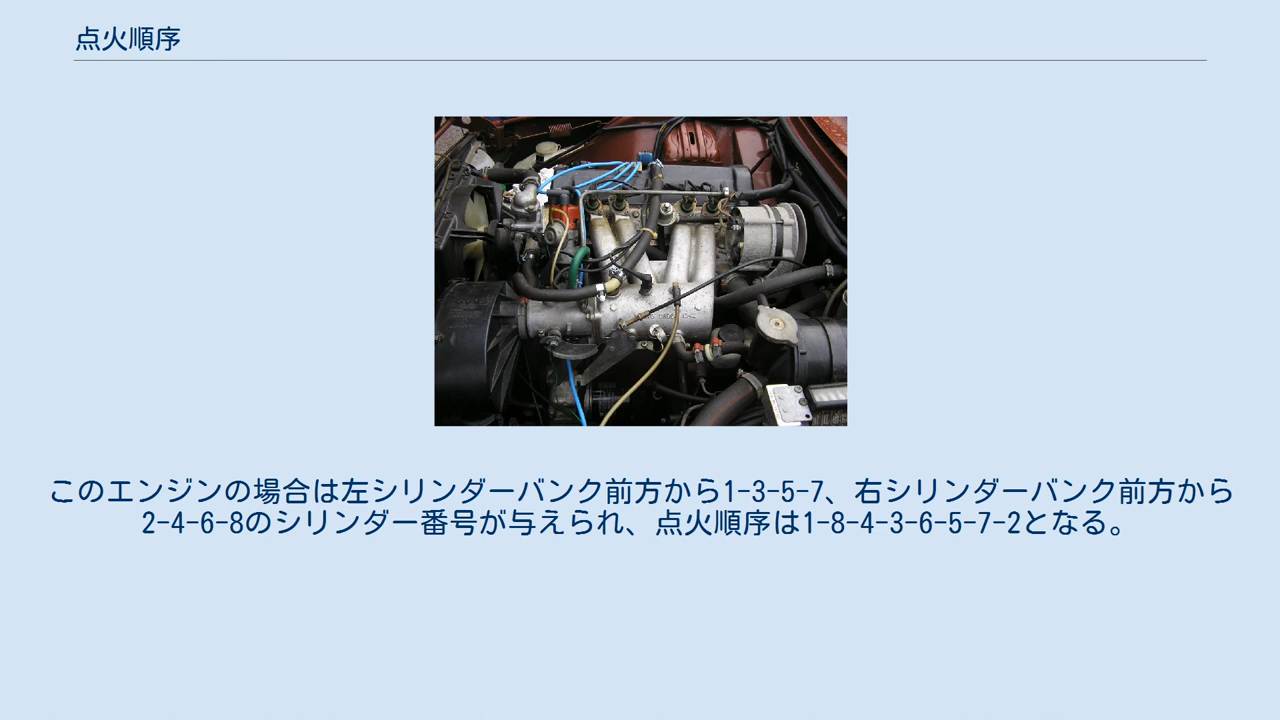 点火順序
このエンジンの場合は左シリンダーバンク前方から1-3-5-7、右シリンダーバンク前方から
2-4-6-8のシリンダー番号が与えられ、点火順序は1-8-4-3-6-5-7-2となる。